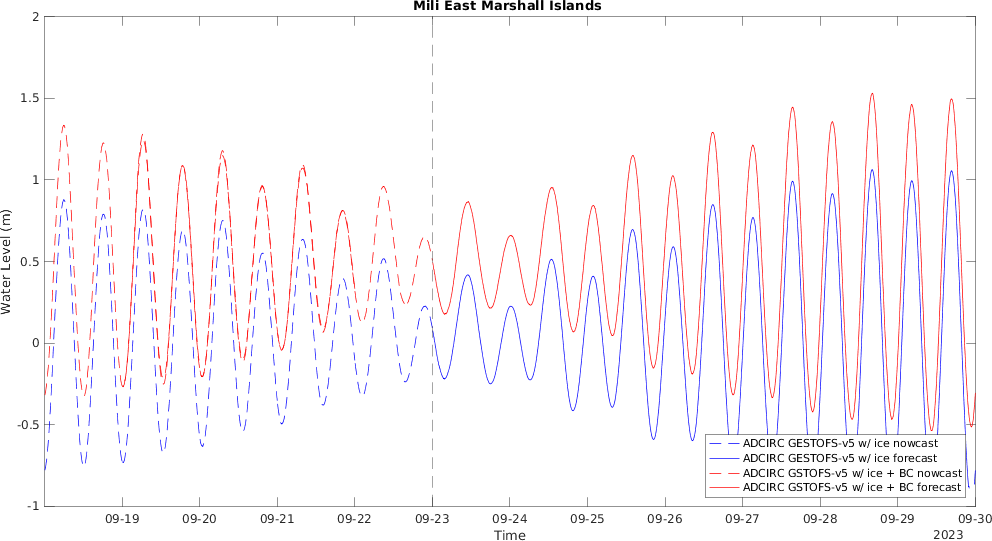 Mili East Marshall Islands
2
1.5
1
0.5
0
-0.5
-1
Water Level (m)
ADCIRC GESTOFS-v5 w/ ice nowcast
ADCIRC GESTOFS-v5 w/ ice forecast
ADCIRC GSTOFS-v5 w/ ice + BC nowcast
ADCIRC GSTOFS-v5 w/ ice + BC forecast
09-19 09-20 09-21 09-22 09-23 09-24 09-25 09-26 09-27 09-28 09-29 09-30
Time
2023